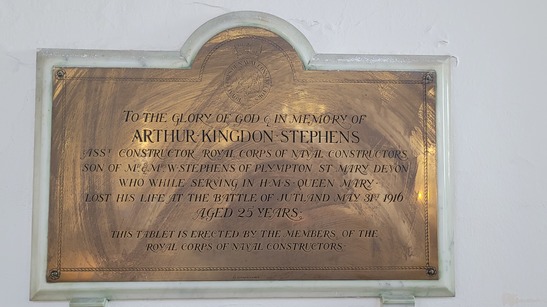 TO THE GLORY OF GOD & IN MEMORY OF
ARTHUR·KINGDON·STEPHENS
ASST CONSTRUCTOR ROYAL CORPS OF NAVAL CONSTRUCTORS
SON OF MR & MRS W·STEPHENS OF PLYMPTON ST MARY DEVON
WHO WHILE SERVING IN H·M·S· QUEEN MARY·
LOST HIS LIFE AT THE BATTLE OF JUTLAND MAY 31ST 1916
AGED 25 YEARS·
THIS TABLET IS ERECTED BY THE MEMBERS OF THE
ROYAL CORPS OF NAVAL CONSTRUCTORS·